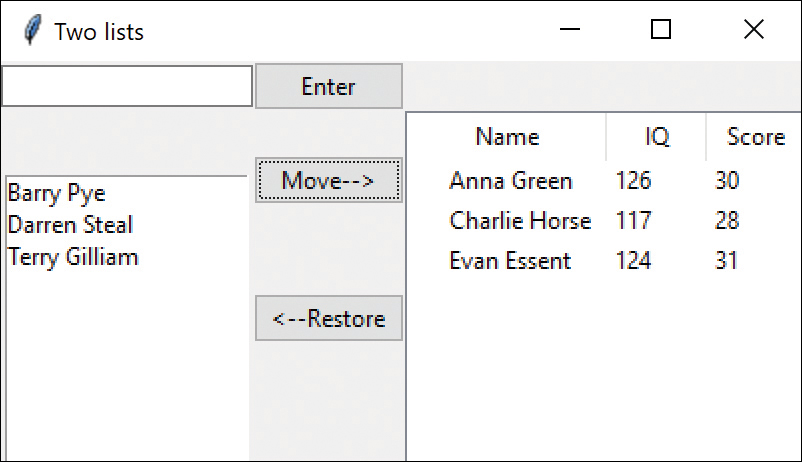 Two lists
Enter
Name IQ Score
Move-->
Anna Green 126 30
Barry Pye
Charlie Horse 117 28
Darren Steal
Terry Gilliam
Evan Essent 124 31
<--Restore